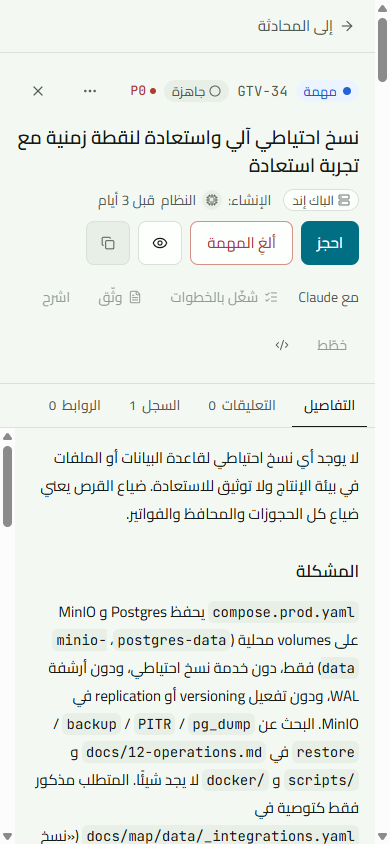 إلى المحادثة
مهمة GTV-34 جاهزة P0
نسخ احتياطي آلي واستعادة لنقطة زمنية مع
تجربة استعادة
الباك إند الإنشاء: النظام قبل 3 أيام
احجز ألغِ المهمة
مع Claude شغّل بالخطوات وثّق اشرح
خطّط
التفاصيل التعليقات 0 السجل 1 الروابط 0
لا يوجد أي نسخ احتياطي لقاعدة البيانات أو الملفات
في بيئة الإنتاج ولا توثيق للاستعادة. ضياع القرص يعني
ضياع كل الحجوزات والمحافظ والفواتير.
المشكلة
compose.prod.yaml يحفظ Postgres و MinIO
على volumes محلية (postgres-data، minio-
data) فقط، دون خدمة نسخ احتياطي، ودون أرشفة
WAL، ودون تفعيل versioning أو replication في
MinIO. البحث عن pg_dump / PITR / backup /
restore في docs/12-operations.md و
scripts/ و docker/ لا يجد شيئًا. المتطلب مذكور
فقط كتوصية في
docs/map/data/_integrations.yaml («نسخ